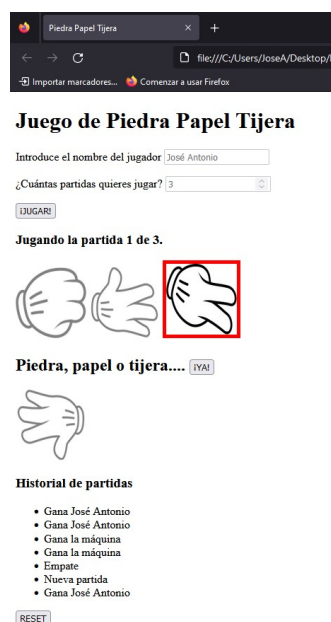 Piedra Papel Tijera
file:///C:/Users/JoseA/Desktop/
Importar marcadores... Comenzar a usar Firefox
Juego de Piedra Papel Tijera
Introduce el nombre del jugador José Antonio
¿Cuántas partidas quieres jugar? 3
¡JUGAR!
Jugando la partida 1 de 3.
Piedra, papel o tijera.... ¡YA!
Historial de partidas
Gana José Antonio
Gana José Antonio
Gana la máquina
Gana la máquina
Empate
Nueva partida
Gana José Antonio
RESET